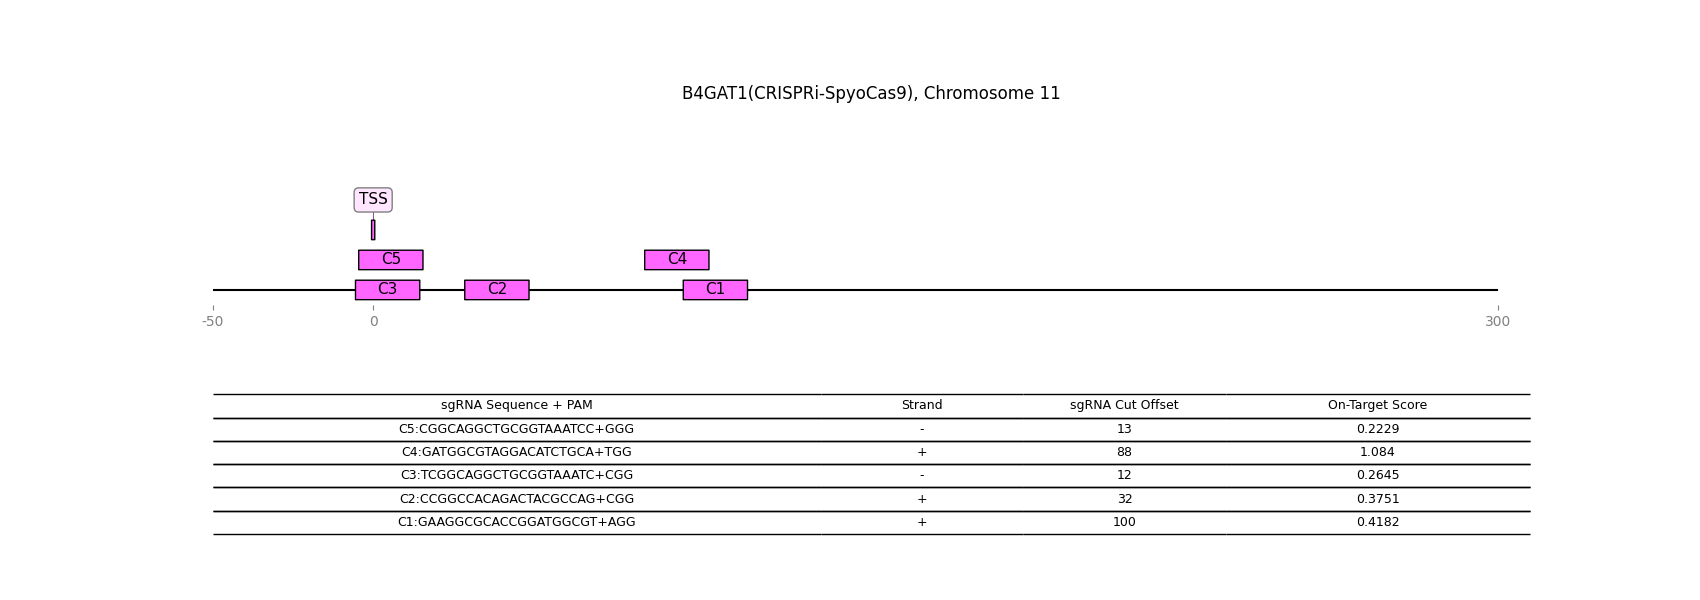 B4GAT1(CRISPRi-SpyoCas9), Chromosome 11
TSS
C5 C4
C3 C2 C1
-50 0 300
sgRNA Sequence + PAM Strand sgRNA Cut Offset On-Target Score
C5:CGGCAGGCTGCGGTAAATCC+GGG - 13 0.2229
C4:GATGGCGTAGGACATCTGCA+TGG + 88 1.084
C3:TCGGCAGGCTGCGGTAAATC+CGG - 12 0.2645
C2:CCGGCCACAGACTACGCCAG+CGG + 32 0.3751
C1:GAAGGCGCACCGGATGGCGT+AGG + 100 0.4182